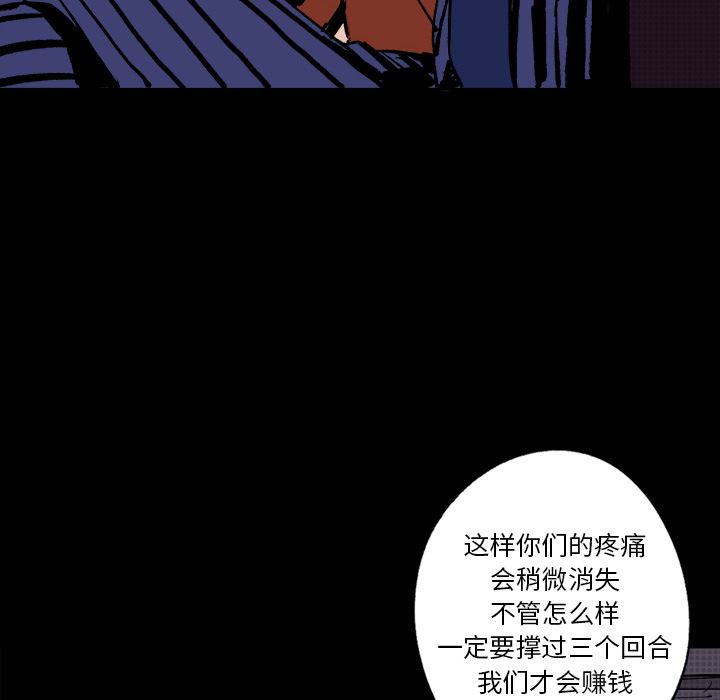 这样你们的疼痛
会稍微消失
不管怎么样
一定要撑过三个回合
我们才会赚钱